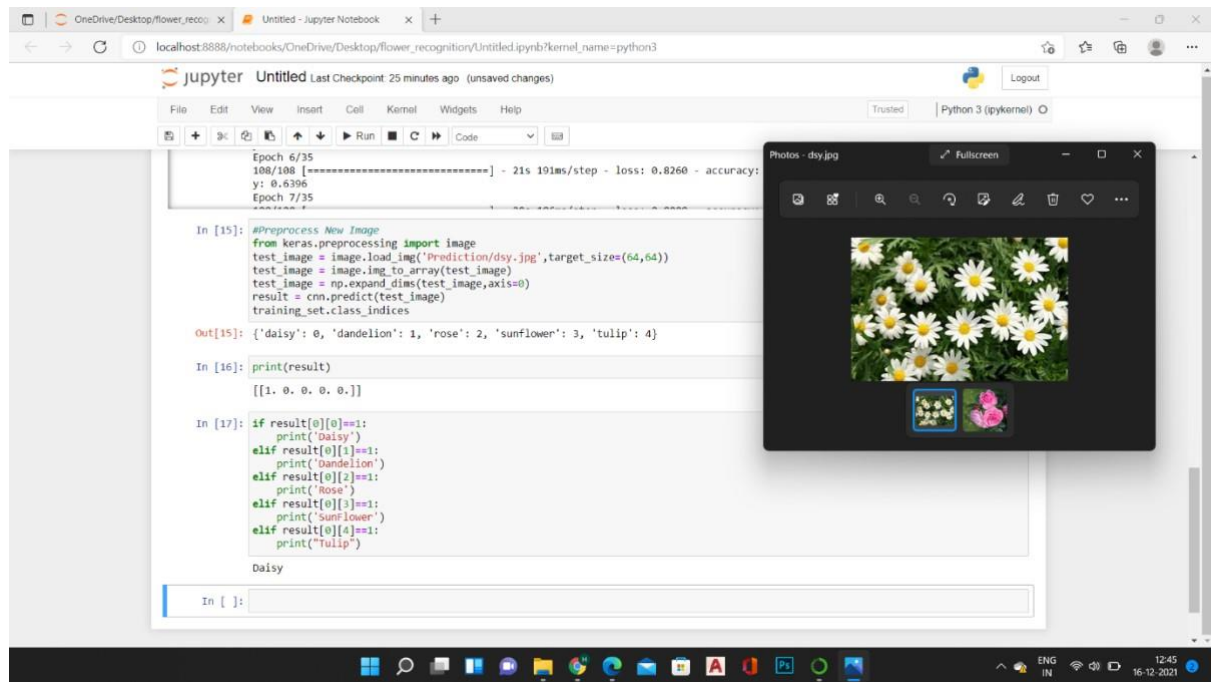 OneDrive/Desktop/flower_recog
Untitled - Jupyter Notebook
localhost:8888/notebooks/OneDrive/Desktop/flower_recognition/Untitled.ipynb?kernel_name=python3
jupyter Untitled Last Checkpoint: 25 minutes ago (unsaved changes)
Logout
File Edit View Insert Cell Kernel Widgets Help
Trusted Python 3 (ipykernel)
Run Code
Epoch 6/35
108/108 [==============================] - 21s 191ms/step - loss: 0.8260 - accuracy:
y: 0.6396
Epoch 7/35
In [15]: #Preprocess New Image
from keras.preprocessing import image
test_image = image.load_img('Prediction/dsy.jpg',target_size=(64,64))
test_image = image.img_to_array(test_image)
test_image = np.expand_dims(test_image,axis=0)
result = cnn.predict(test_image)
training_set.class_indices
Out[15]: {'daisy': 0, 'dandelion': 1, 'rose': 2, 'sunflower': 3, 'tulip': 4}
In [16]: print(result)
[[1. 0. 0. 0. 0.]]
In [17]: if result[0][0]==1:
print('Daisy')
elif result[0][1]==1:
print('Dandelion')
elif result[0][2]==1:
print('Rose')
elif result[0][3]==1:
print('SunFlower')
elif result[0][4]==1:
print("Tulip")
Daisy
In [ ]:
Photos - dsy.jpg
Fullscreen
A
Ps
ENG
IN
12:45
16-12-2021
2